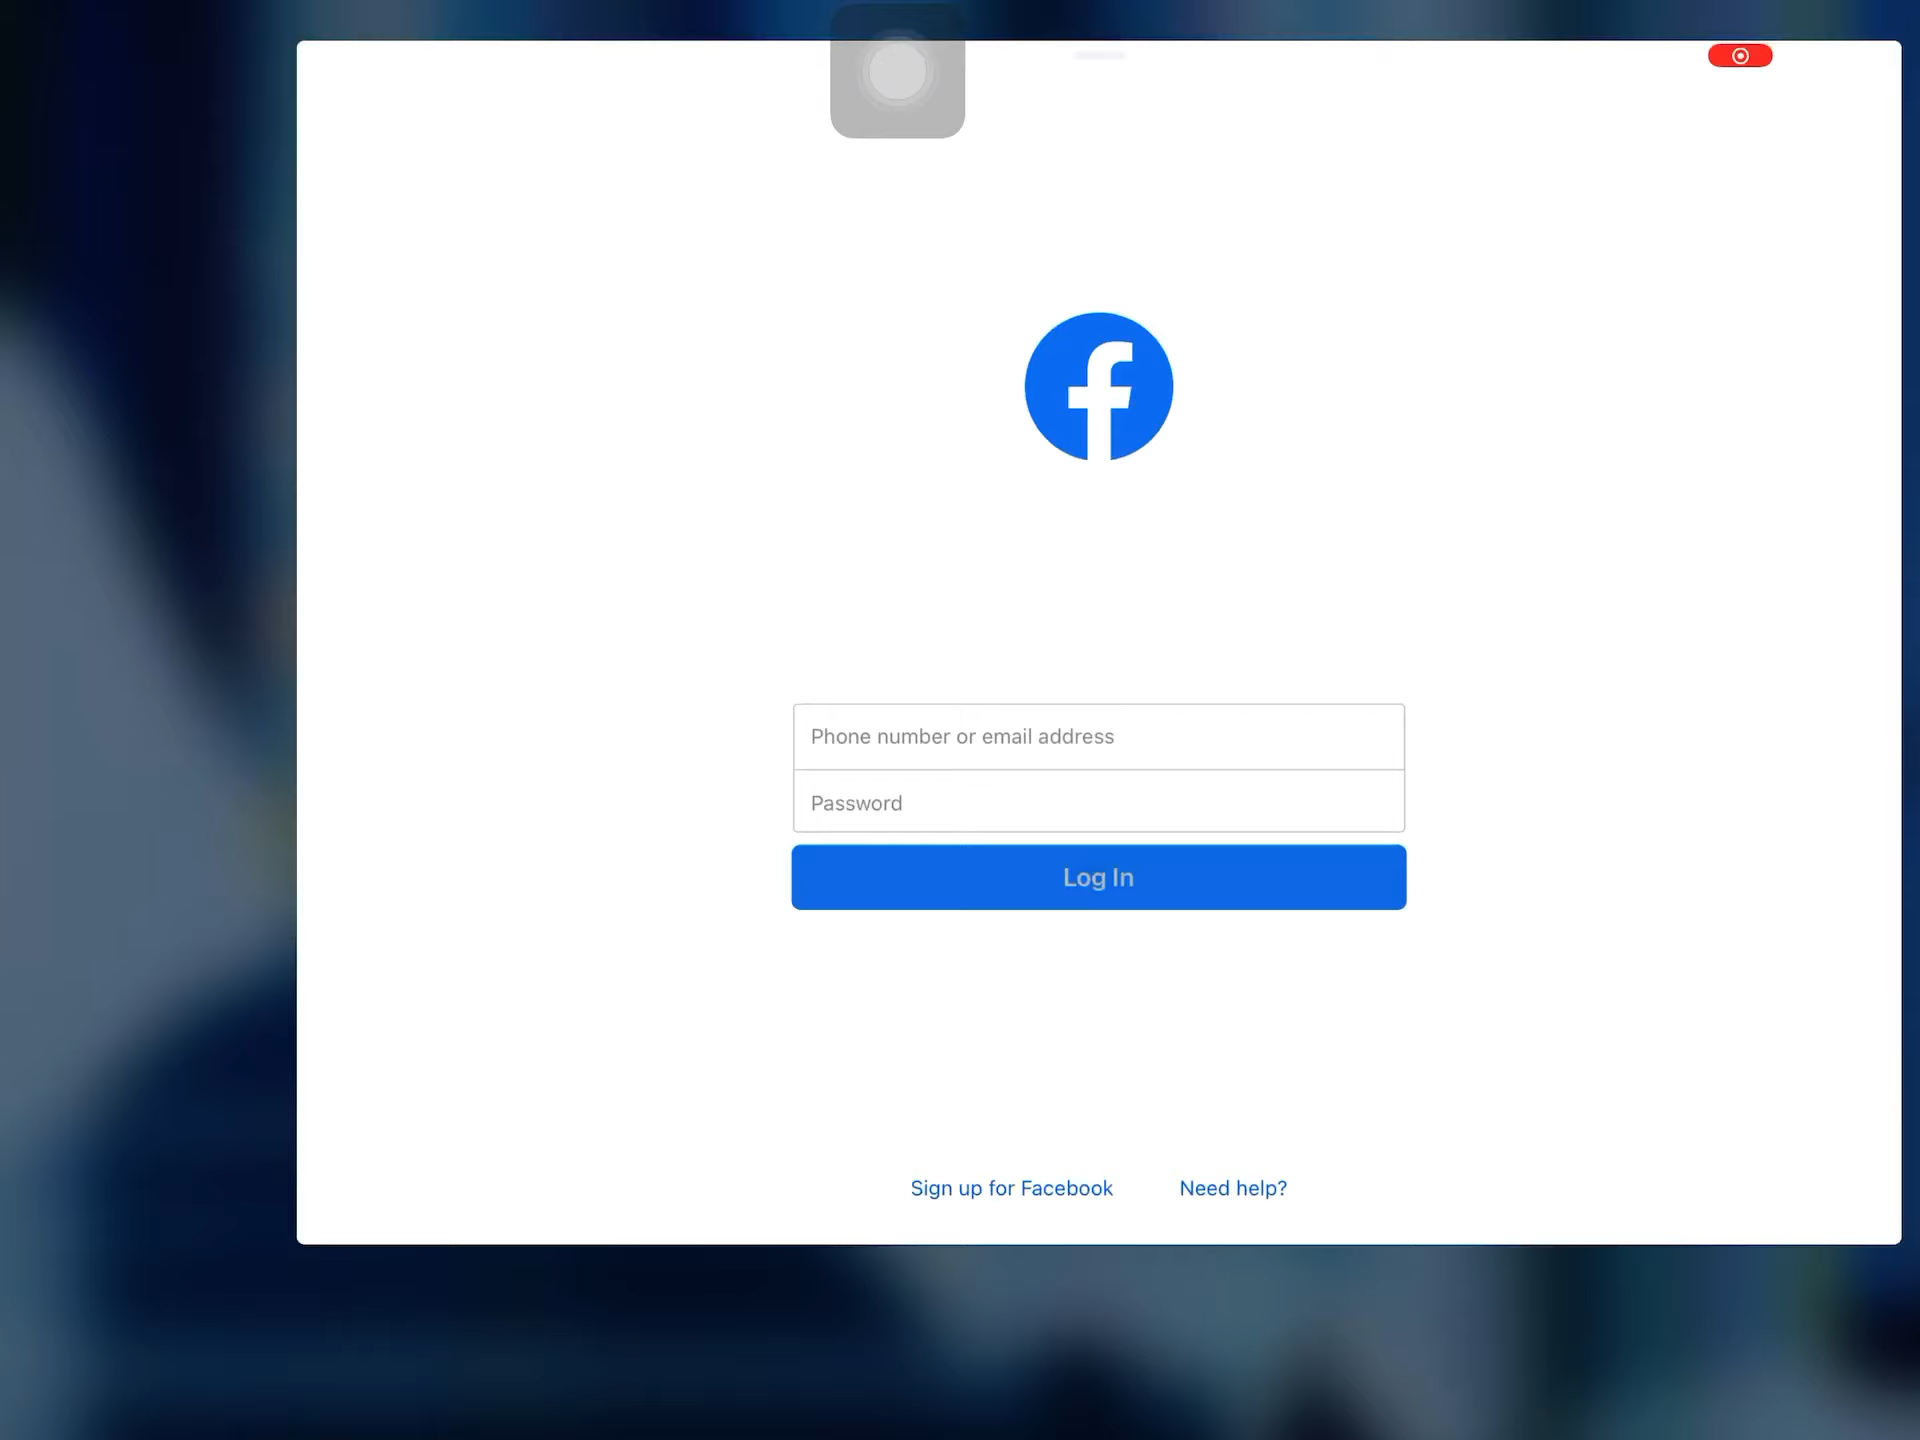 Phone number or email address
Password
Log In
Sign up for Facebook
Need help?